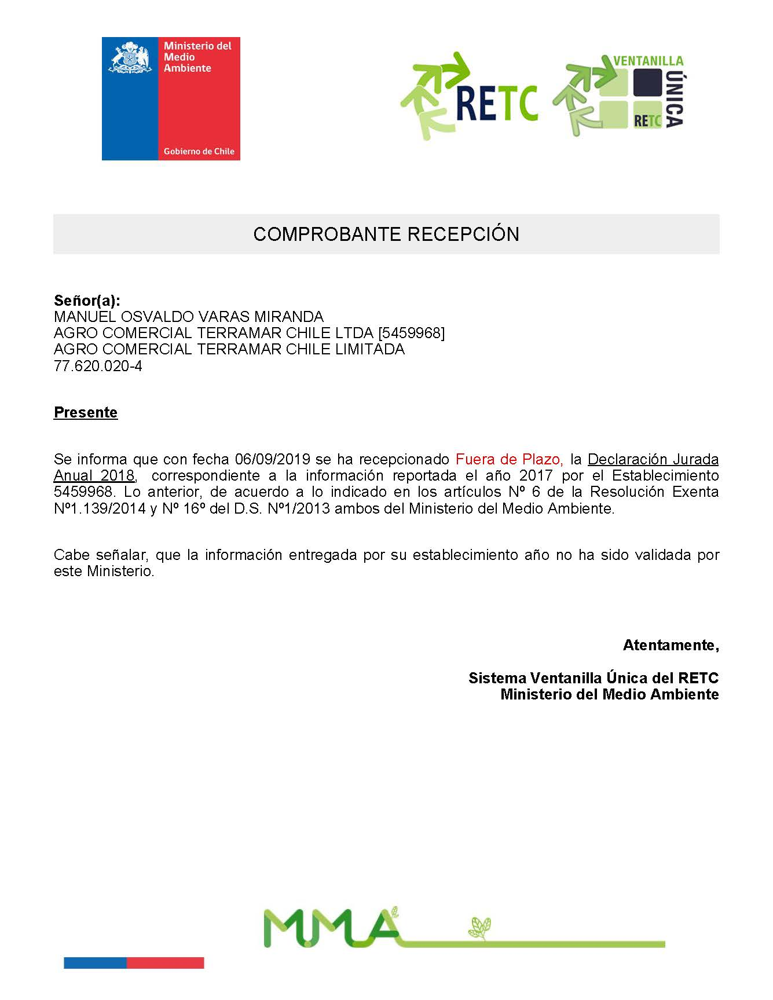 Ministerio del
Medio
Ambiente
Gobierno de Chile
RETC
VENTANILLA
ÚNICA
RETC
COMPROBANTE RECEPCIÓN
Señor(a):
MANUEL OSVALDO VARAS MIRANDA
AGRO COMERCIAL TERRAMAR CHILE LTDA [5459968]
AGRO COMERCIAL TERRAMAR CHILE LIMITADA
77.620.020-4
Presente
Se informa que con fecha 06/09/2019 se ha recepcionado Fuera de Plazo, la Declaración Jurada
Anual 2018, correspondiente a la información reportada el año 2017 por el Establecimiento
5459968. Lo anterior, de acuerdo a lo indicado en los artículos Nº 6 de la Resolución Exenta
Nº1.139/2014 y Nº 16º del D.S. Nº1/2013 ambos del Ministerio del Medio Ambiente.
Cabe señalar, que la información entregada por su establecimiento año no ha sido validada por
este Ministerio.
Atentamente,
Sistema Ventanilla Única del RETC
Ministerio del Medio Ambiente
MMA